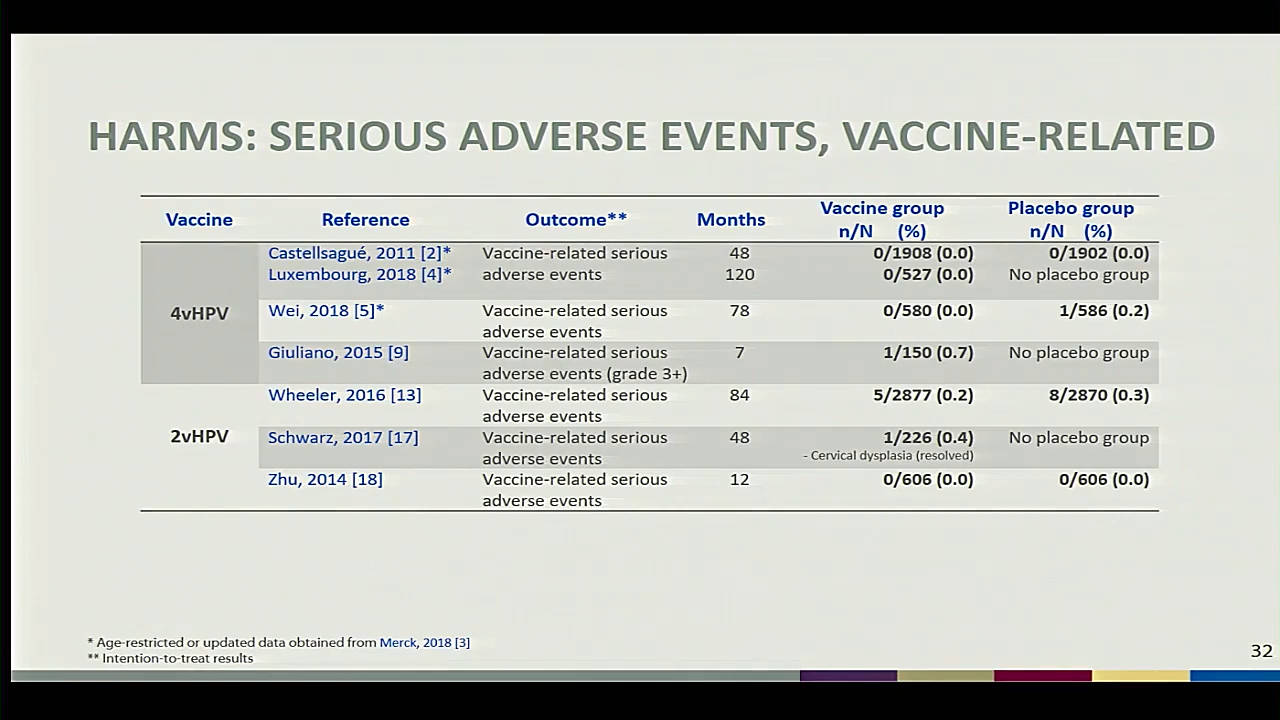 HARMS: SERIOUS ADVERSE EVENTS, VACCINE-RELATED
Vaccine Reference Outcome** Months Vaccine group n/N (%) Placebo group n/N (%)
4vHPV
Castellsagué, 2011 [2]* Vaccine-related serious 48 0/1908 (0.0) 0/1902 (0.0)
Luxembourg, 2018 [4]* adverse events 120 0/527 (0.0) No placebo group
Wei, 2018 [5]* Vaccine-related serious 78 0/580 (0.0) 1/586 (0.2)
adverse events
Giuliano, 2015 [9] Vaccine-related serious 7 1/150 (0.7) No placebo group
adverse events (grade 3+)
2vHPV
Wheeler, 2016 [13] Vaccine-related serious 84 5/2877 (0.2) 8/2870 (0.3)
adverse events
Schwarz, 2017 [17] Vaccine-related serious 48 1/226 (0.4) No placebo group
adverse events - Cervical dysplasia (resolved)
Zhu, 2014 [18] Vaccine-related serious 12 0/606 (0.0) 0/606 (0.0)
adverse events
* Age-restricted or updated data obtained from Merck, 2018 [3]
** Intention-to-treat results
32